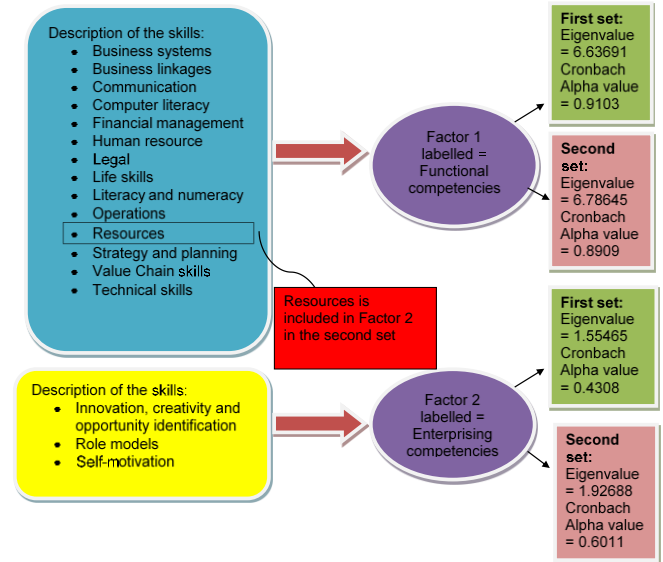 Description of the skills:
• Business systems
• Business linkages
• Communication
• Computer literacy
• Financial management
• Human resource
• Legal
• Life skills
• Literacy and numeracy
• Operations
• Resources
• Strategy and planning
• Value Chain skills
• Technical skills
Factor 1
labelled =
Functional
competencies
First set:
Eigenvalue
= 6.63691
Cronbach
Alpha value
= 0.9103
Second
set:
Eigenvalue
= 6.78645
Cronbach
Alpha value
= 0.8909
Resources is
included in Factor 2
in the second set
Description of the skills:
• Innovation, creativity and
opportunity identification
• Role models
• Self-motivation
Factor 2
labelled =
Enterprising
competencies
First set:
Eigenvalue
= 1.55465
Cronbach
Alpha value
= 0.4308
Second
set:
Eigenvalue
= 1.92688
Cronbach
Alpha value
= 0.6011